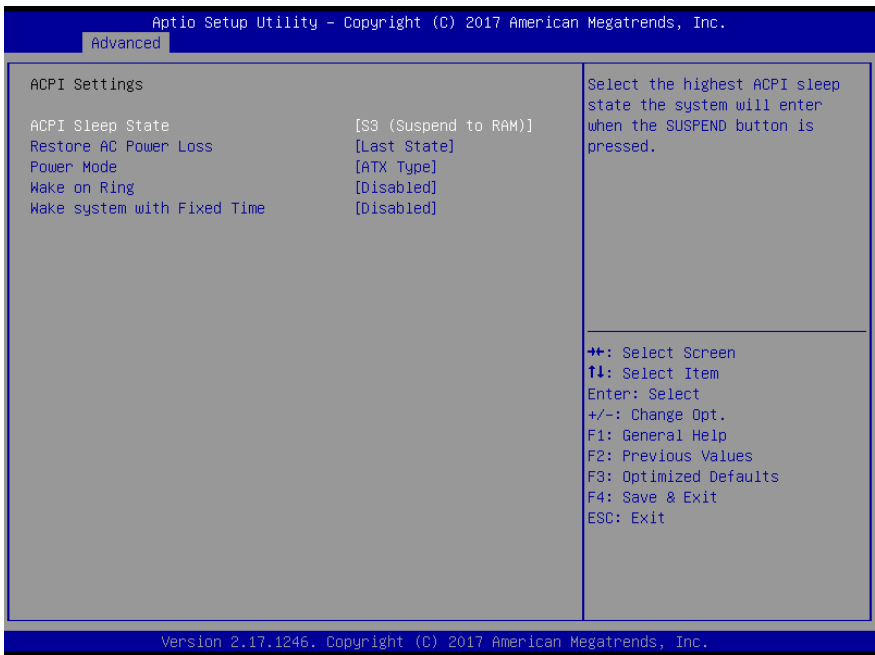 Aptio Setup Utility – Copyright (C) 2017 American Megatrends, Inc.
Advanced
ACPI Settings
ACPI Sleep State [S3 (Suspend to RAM)]
Restore AC Power Loss [Last State]
Power Mode [ATX Type]
Wake on Ring [Disabled]
Wake system with Fixed Time [Disabled]
Select the highest ACPI sleep
state the system will enter
when the SUSPEND button is
pressed.
→←: Select Screen
↑↓: Select Item
Enter: Select
+/-: Change Opt.
F1: General Help
F2: Previous Values
F3: Optimized Defaults
F4: Save & Exit
ESC: Exit
Version 2.17.1246. Copyright (C) 2017 American Megatrends, Inc.